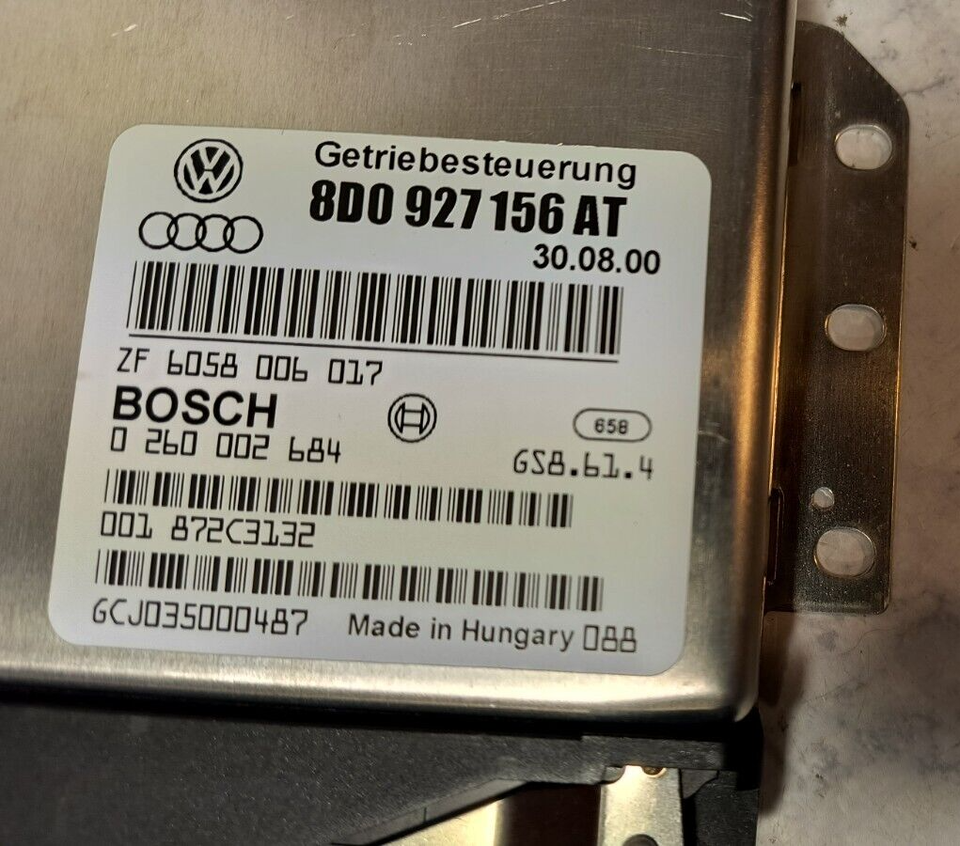 Getriebesteuerung
8D0 927 156 AT
30.08.00
ZF 6058 006 017
BOSCH
0 260 002 684
658
GS8.61.4
001 872C3132
GCJ035000487
Made in Hungary 088